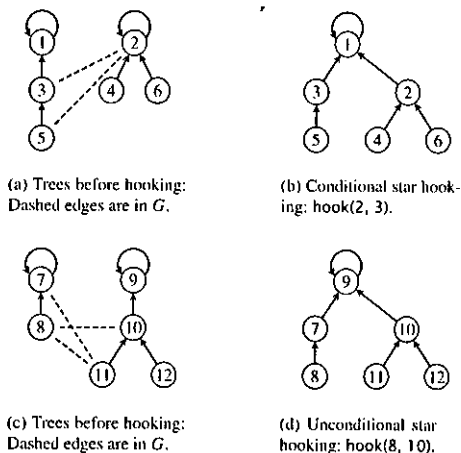 1 2 1
3 4 6 3 2
5 5 4 6
(a) Trees before hooking: 
Dashed edges are in G.
(b) Conditional star hook-
ing: hook(2, 3).
7 9 9
8 10 7 10
11 12 8 11 12
(c) Trees before hooking:
Dashed edges are in G.
(d) Unconditional star
hooking: hook(8, 10).